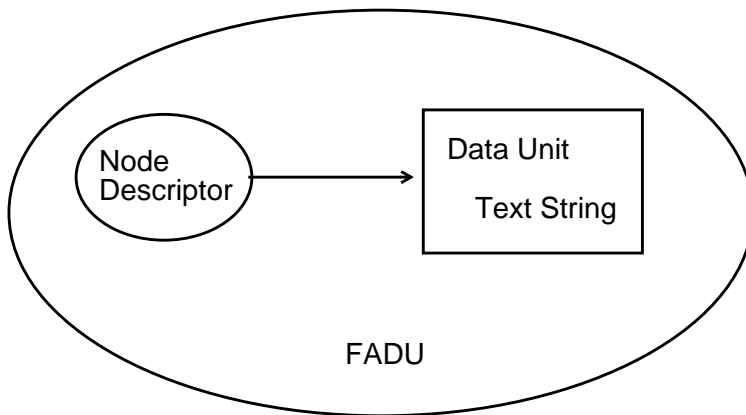 Node
Descriptor
Data Unit
Text String
FADU